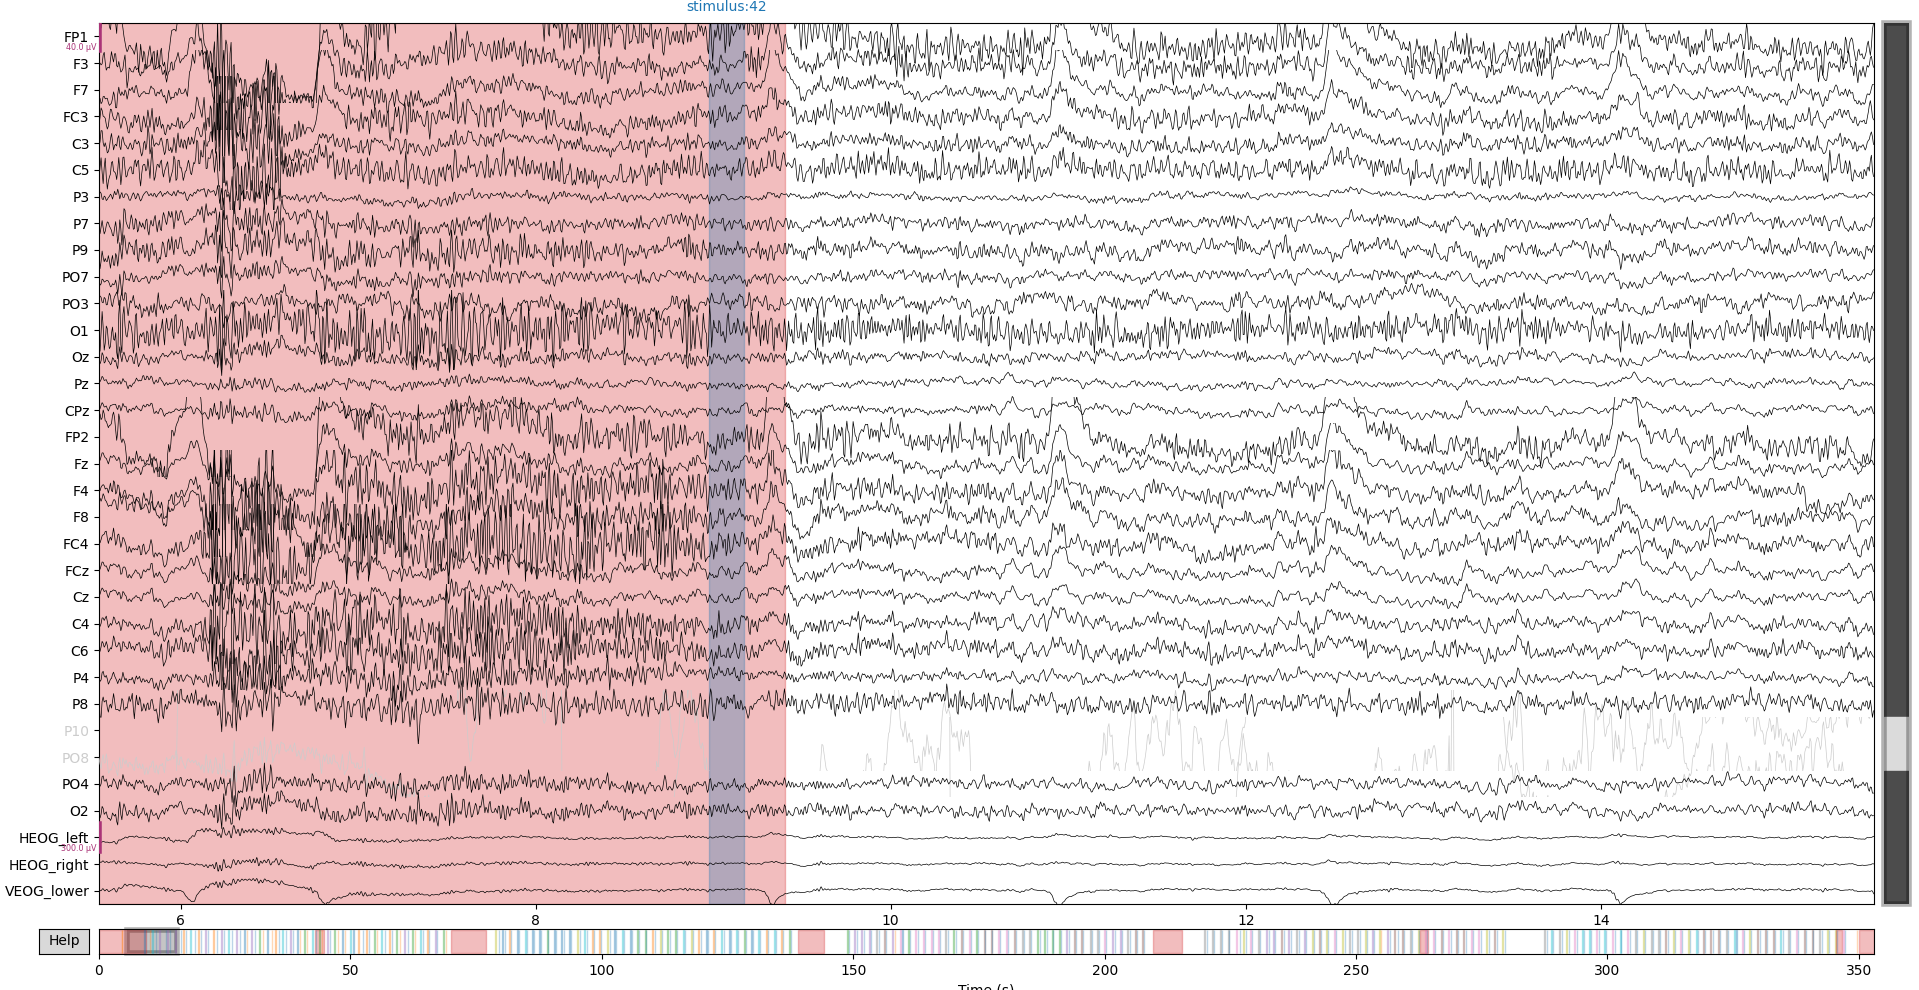 stimulus:42
FP1
40.0 µV
F3
F7
FC3
C3
C5
P3
P7
P9
PO7
PO3
O1
Oz
Pz
CPz
FP2
Fz
F4
F8
FC4
FCz
Cz
C4
C6
P4
P8
P10
PO8
PO4
O2
HEOG_left
300.0 µV
HEOG_right
VEOG_lower
6 8 10 12 14
Help
0 50 100 150 200 250 300 350
Time (s)